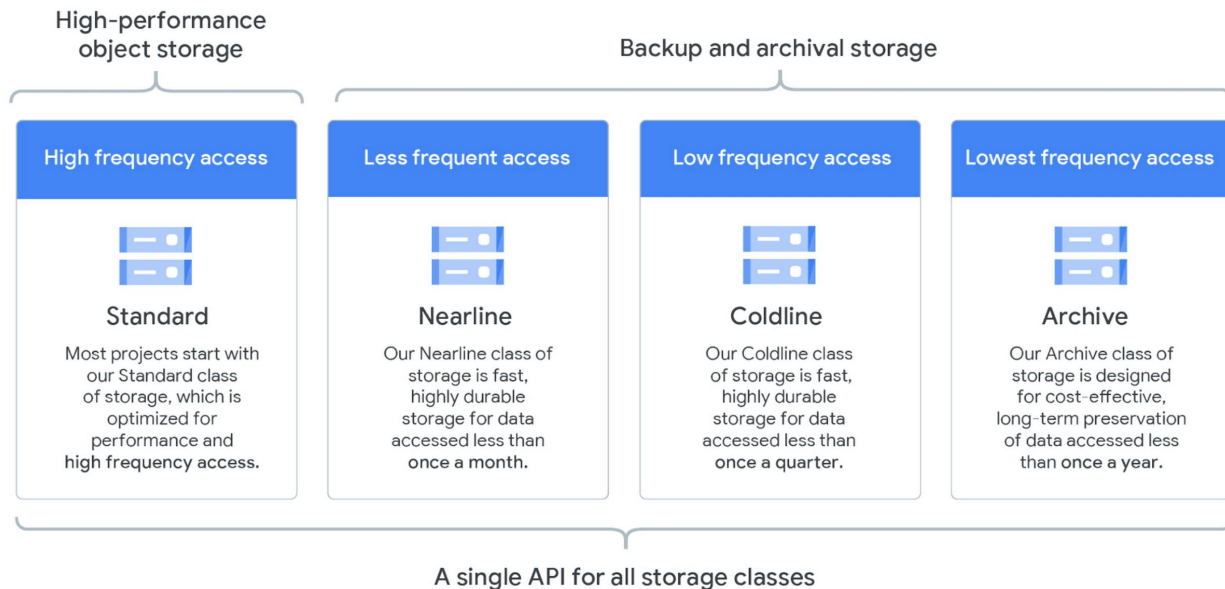 High-performance
object storage
Backup and archival storage
High frequency access
Standard
Most projects start with
our Standard class
of storage, which is
optimized for
performance and
high frequency access.
Less frequent access
Nearline
Our Nearline class of
storage is fast,
highly durable
storage for data
accessed less than
once a month.
Low frequency access
Coldline
Our Coldline class
of storage is fast,
highly durable
storage for data
accessed less than
once a quarter.
Lowest frequency access
Archive
Our Archive class of
storage is designed
for cost-effective,
long-term preservation
of data accessed less
than once a year.
A single API for all storage classes